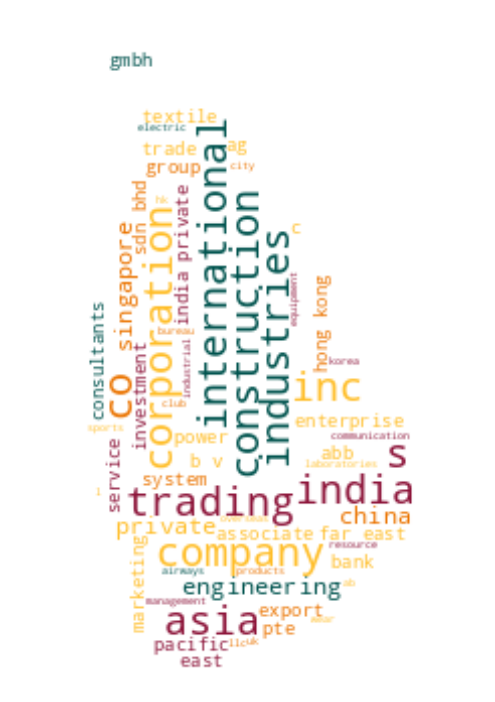 gmbh
textile
electric
trade
ag
group
city
sdn bhd
hk
india private
corporation
international
construction
industries
c
singapore
equipment
hong kong
consultants
co
investment
bureau
industrial
korea
club
inc
sports
power
enterprise
communication
service
b v
abb
s
laboratories
system
i
trading
india
private
overseas
china
associate
far east
marketing
company
resource
airways
products
bank
engineering
ab
management
asia
export
pte
pacific
llc
uk
east